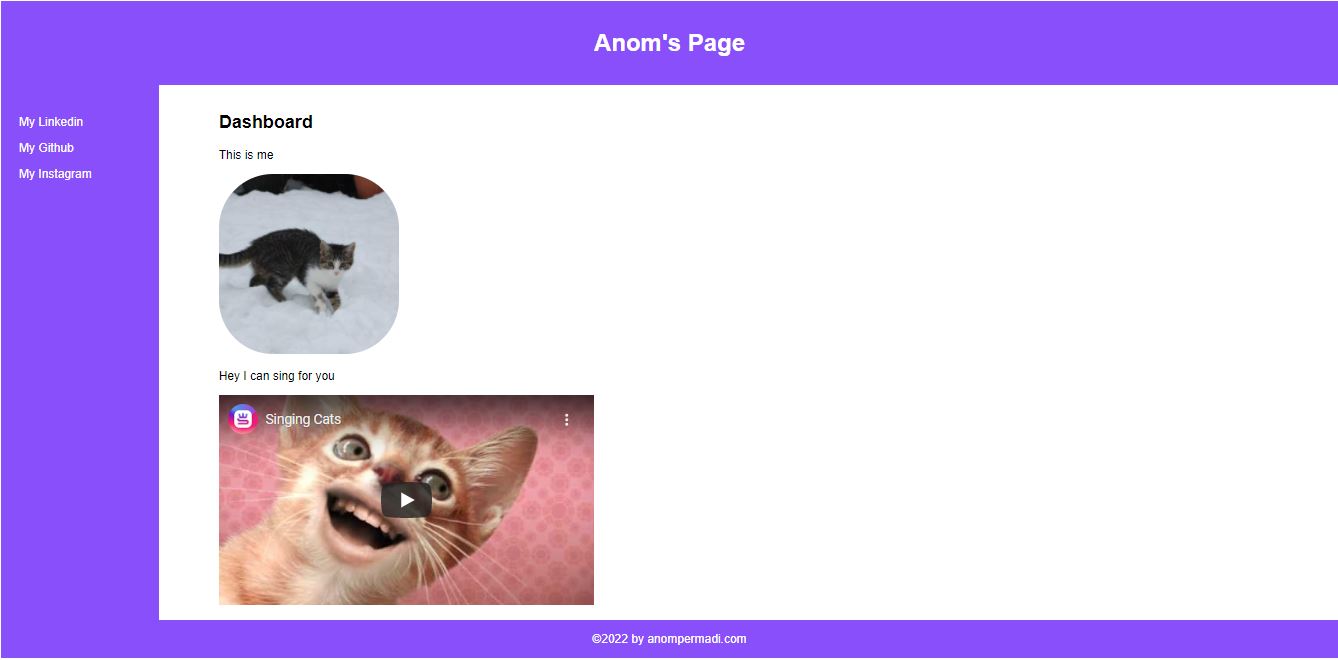 Anom's Page
My Linkedin
My Github
My Instagram
Dashboard
This is me
Hey I can sing for you
Singing Cats
©2022 by anompermadi.com